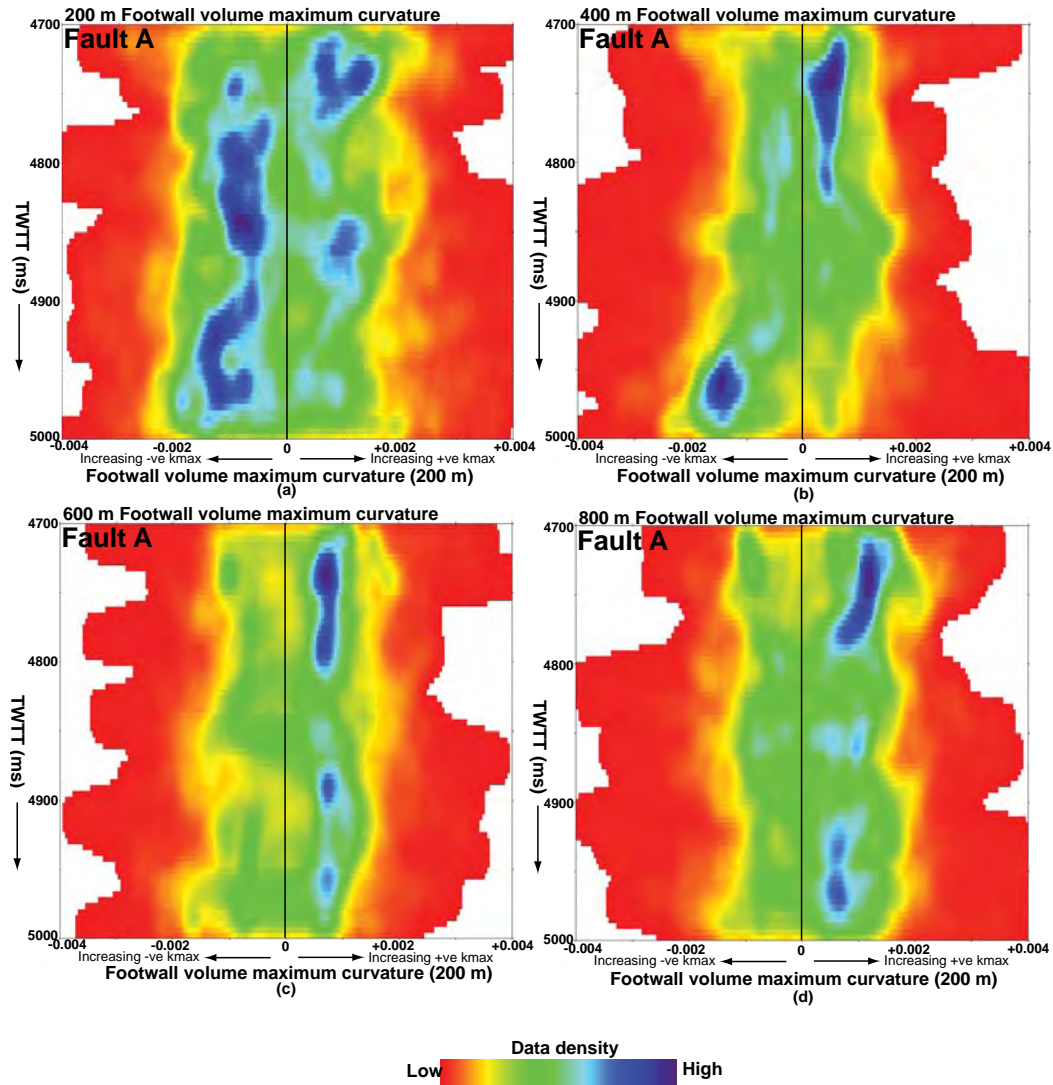 200 m Footwall volume maximum curvature
Fault A
4700
4800
TWTT (ms)
4900
5000
-0.004
-0.002
0
+0.002
+0.004
Increasing -ve kmax
Increasing +ve kmax
Footwall volume maximum curvature (200 m)
(a)
400 m Footwall volume maximum curvature
Fault A
4700
4800
TWTT (ms)
4900
5000
-0.004
-0.002
0
+0.002
+0.004
Increasing -ve kmax
Increasing +ve kmax
Footwall volume maximum curvature (200 m)
(b)
600 m Footwall volume maximum curvature
Fault A
4700
4800
TWTT (ms)
4900
5000
-0.004
-0.002
0
+0.002
+0.004
Increasing -ve kmax
Increasing +ve kmax
Footwall volume maximum curvature (200 m)
(c)
800 m Footwall volume maximum curvature
Fault A
4700
4800
TWTT (ms)
4900
5000
-0.004
-0.002
0
+0.002
+0.004
Increasing -ve kmax
Increasing +ve kmax
Footwall volume maximum curvature (200 m)
(d)
Data density
Low
High